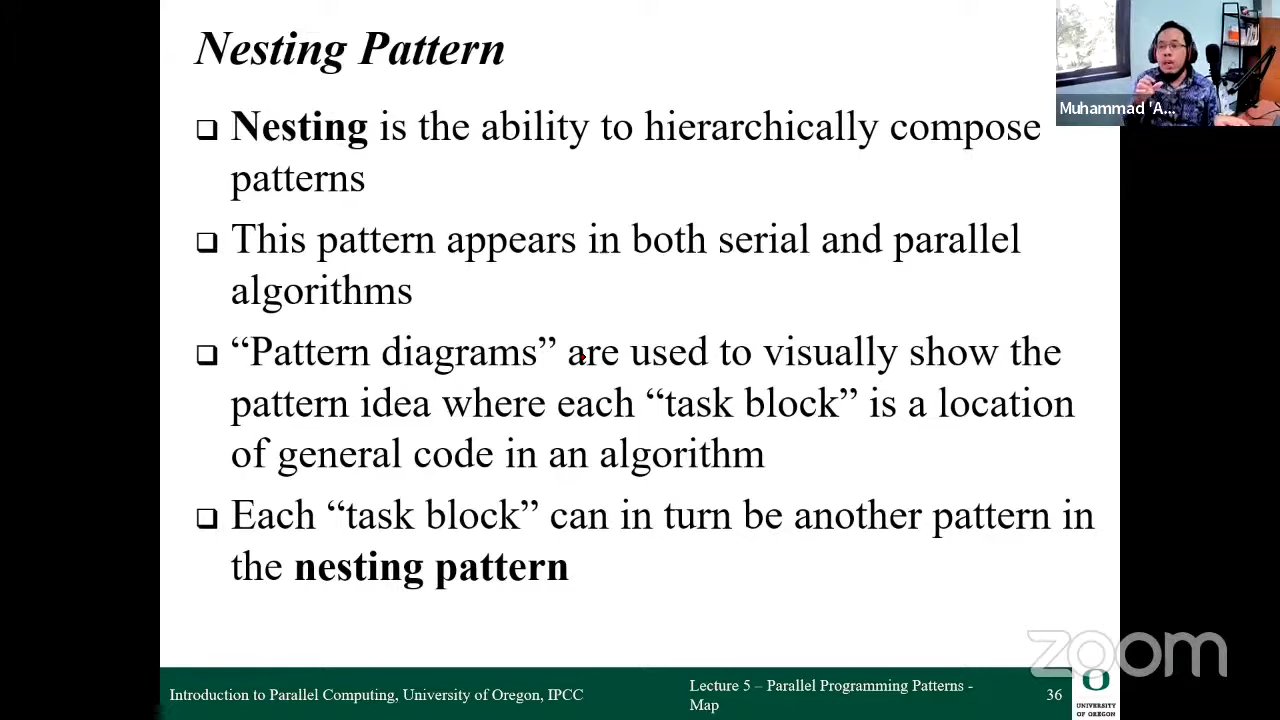 Nesting Pattern
Muhammad 'A...
❑ Nesting is the ability to hierarchically compose
patterns
❑ This pattern appears in both serial and parallel
algorithms
❑ “Pattern diagrams” are used to visually show the
pattern idea where each “task block” is a location
of general code in an algorithm
❑ Each “task block” can in turn be another pattern in
the nesting pattern
zoom
Introduction to Parallel Computing, University of Oregon, IPCC
Lecture 5 – Parallel Programming Patterns -
Map
36
O
UNIVERSITY
OF OREGON